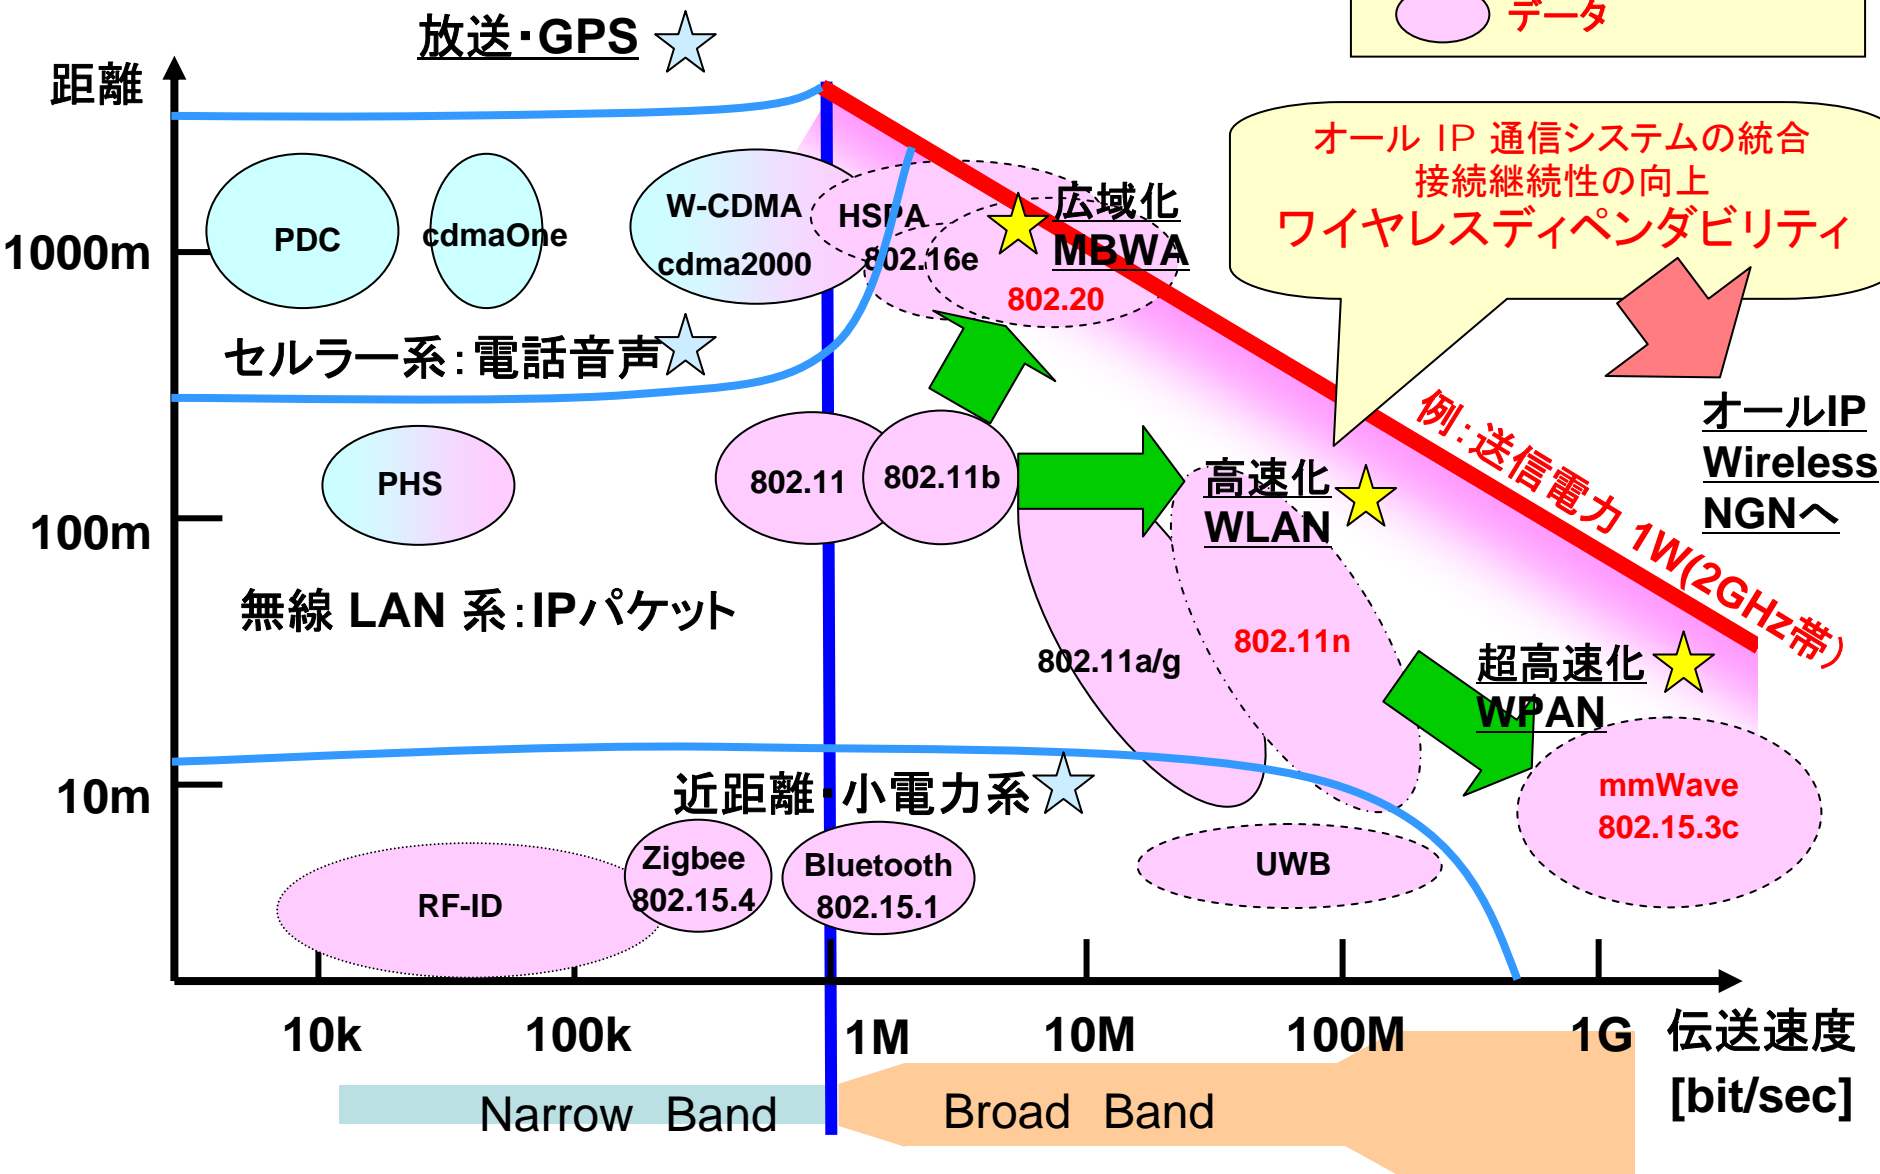 データ
放送・GPS
距離
オール IP 通信システムの統合
接続継続性の向上
ワイヤレスディペンダビリティ
広域化
MBWA
W-CDMA
cdma2000
HSPA
802.16e
802.20
PDC
cdmaOne
1000m
セルラー系：電話音声
例：送信電力 1W(2GHz帯)
オールIP
Wireless
NGNへ
PHS
802.11
802.11b
高速化
WLAN
100m
無線 LAN 系：IPパケット
802.11a/g
802.11n
超高速化
WPAN
10m
近距離・小電力系
mmWave
802.15.3c
RF-ID
Zigbee
802.15.4
Bluetooth
802.15.1
UWB
10k 100k 1M 10M 100M 1G 伝送速度
[bit/sec]
Narrow Band
Broad Band